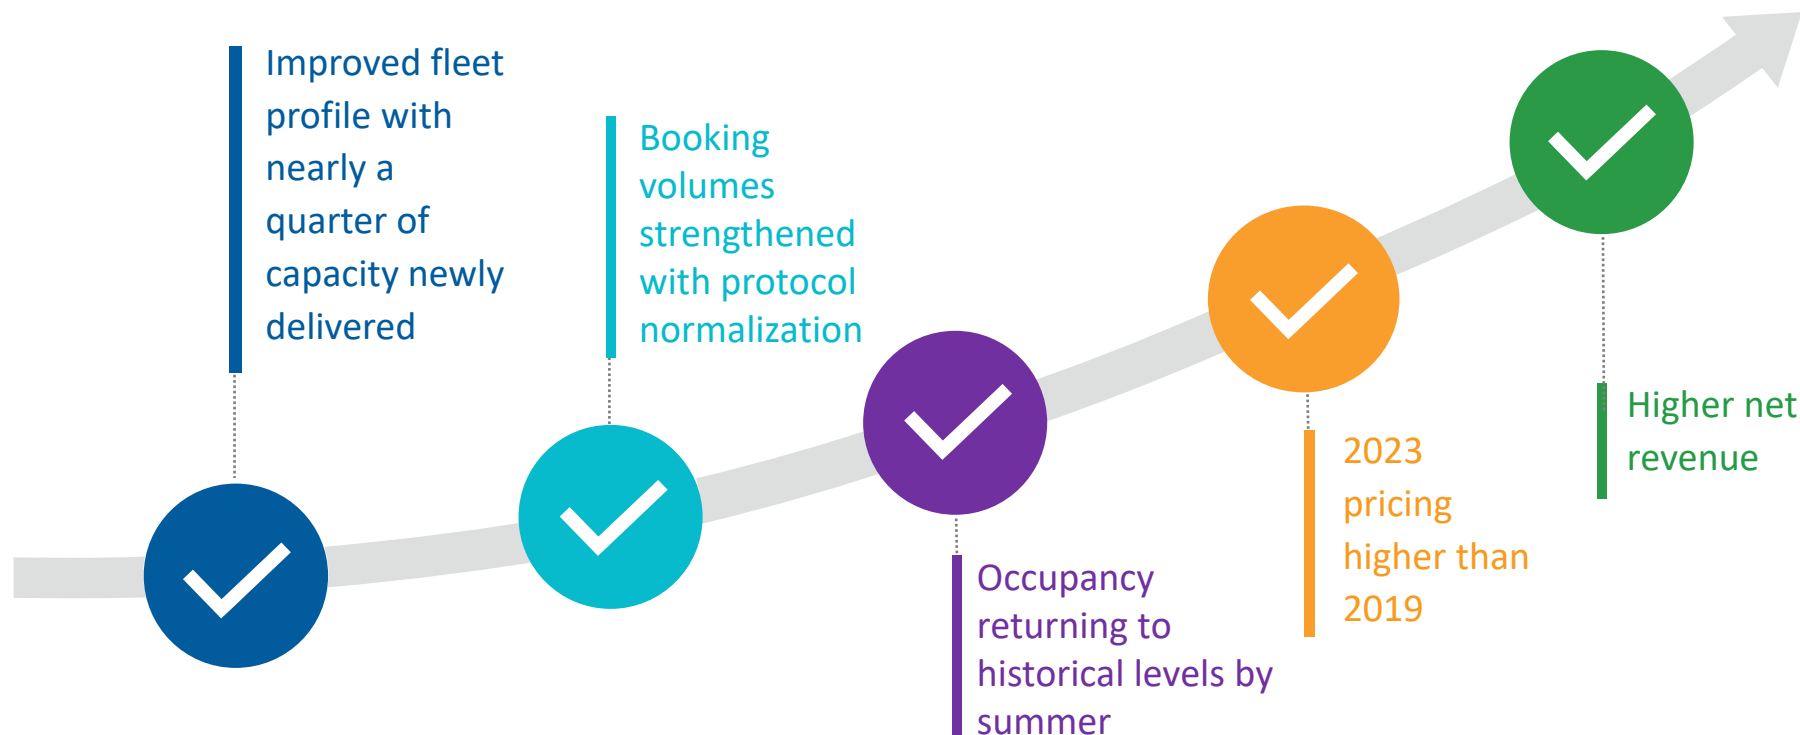 Improved fleet
profile with
nearly a
quarter of
capacity newly
delivered
Booking
volumes
strengthened
with protocol
normalization
Occupancy
returning to
historical levels by
summer
2023
pricing
higher than
2019
Higher net
revenue